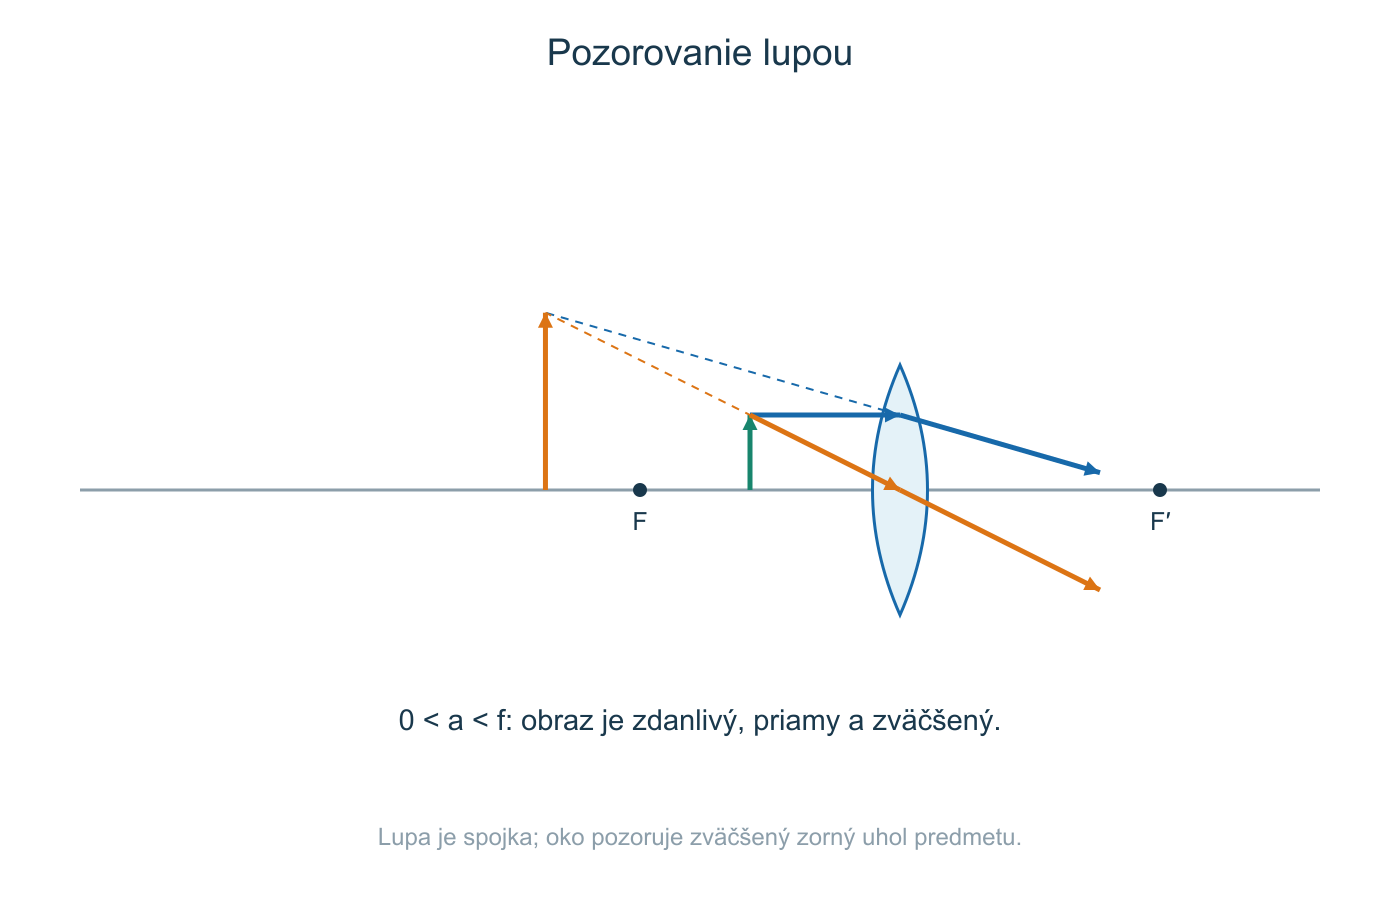 Pozorovanie lupou
F
F′
0 < a < f: obraz je zdanlivý, priamy a zväčšený.
Lupa je spojka; oko pozoruje zväčšený zorný uhol predmetu.